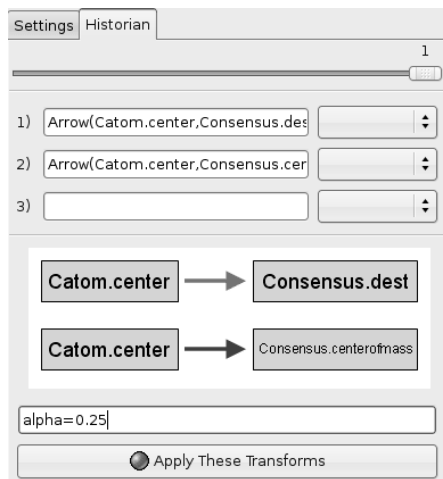 Settings Historian
1
1) Arrow(Catom.center,Consensus.des
2) Arrow(Catom.center,Consensus.cer
3)
Catom.center Consensus.dest
Catom.center Consensus.centerofmass
alpha=0.25
Apply These Transforms